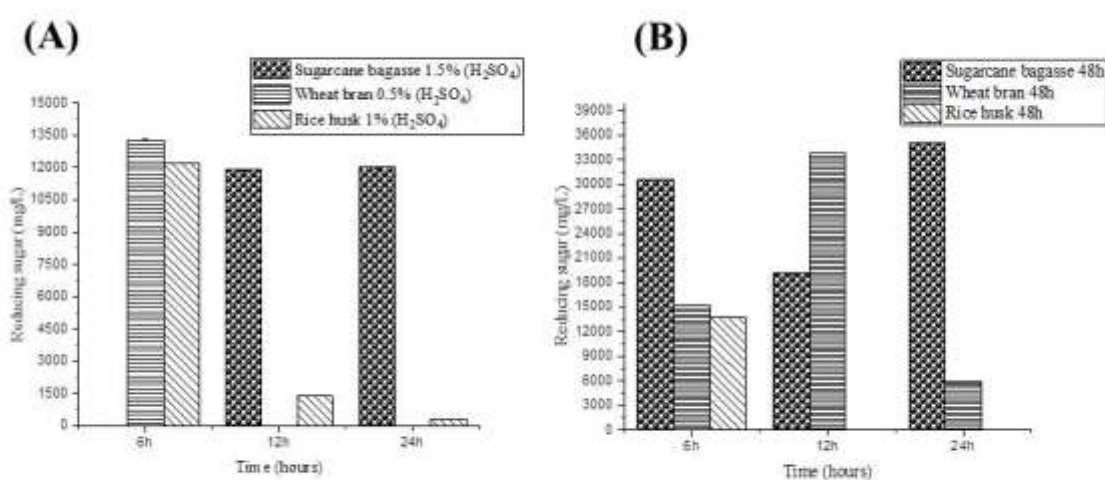 (A)
Sugarcane bagasse 1.5% (H₂SO₄)
Wheat bran 0.5% (H₂SO₄)
Rice husk 1% (H₂SO₄)
15000
13500
12000
10500
9000
7500
6000
4500
3000
1500
0
Reducing sugar (mg/L)
6h
12h
24h
Time (hours)
(B)
Sugarcane bagasse 48h
Wheat bran 48h
Rice husk 48h
39000
36000
33000
30000
27000
24000
21000
18000
15000
12000
9000
6000
3000
0
Reducing sugar (mg/L)
6h
12h
24h
Time (hours)